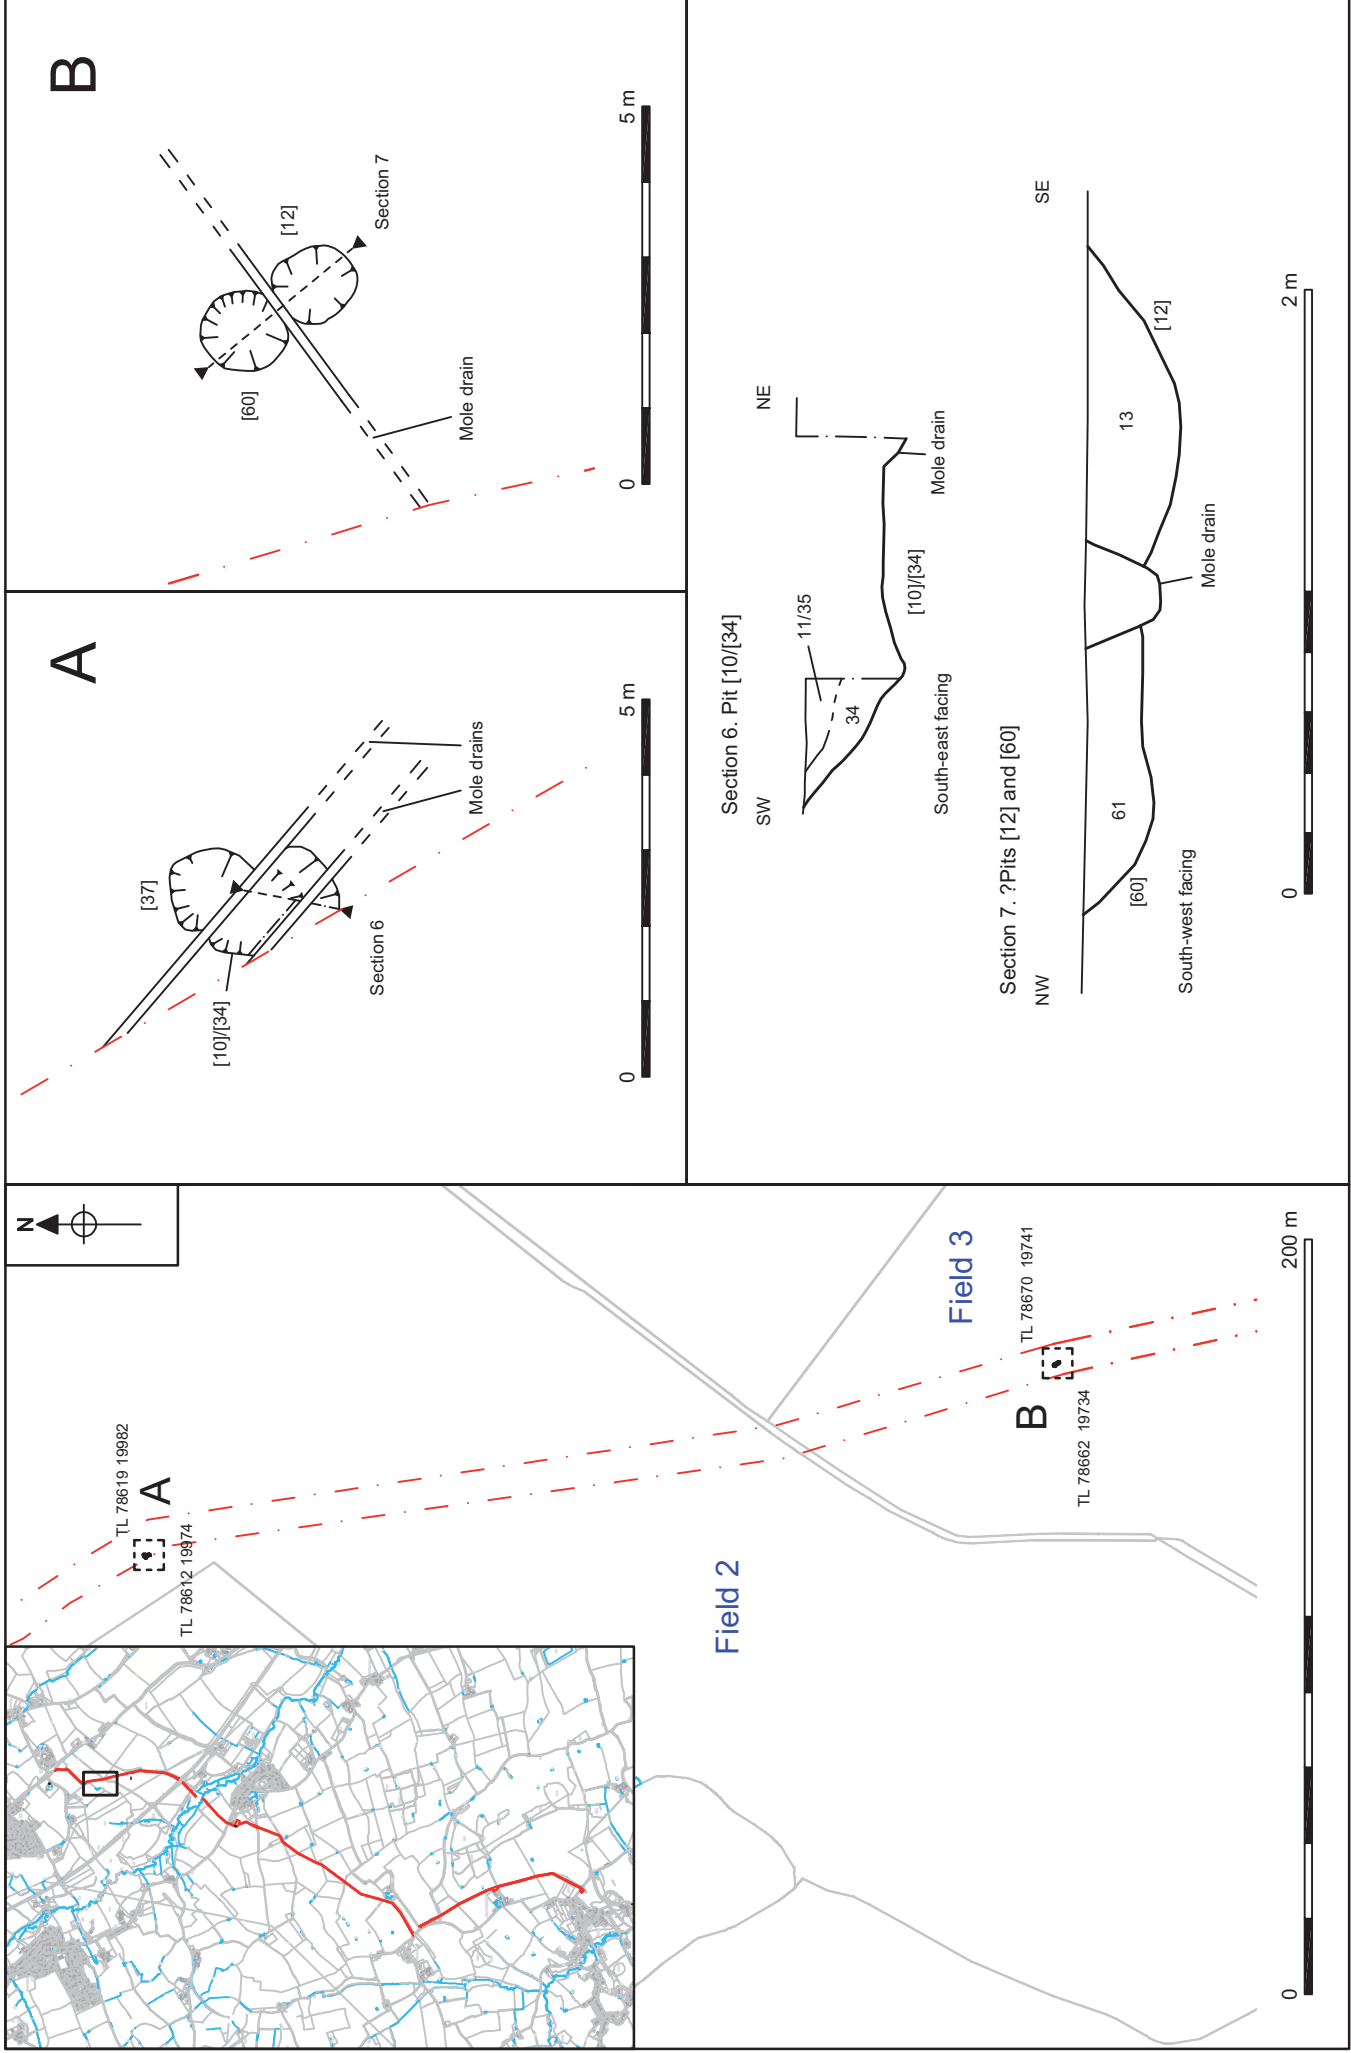 N
TL 78619 19982
A
TL 78612 19974
Field 2
Field 3
TL 78670 19741
B
TL 78662 19734
0
200 m
A
[37]
[10]/[34]
Section 6
Mole drains
0
5 m
B
[12]
[60]
Section 7
Mole drain
0
5 m
Section 6. Pit [10/[34]
SW
NE
11/35
34
[10]/[34]
Mole drain
South-east facing
Section 7. ?Pits [12] and [60]
NW
SE
61
13
[60]
[12]
Mole drain
South-west facing
0
2 m